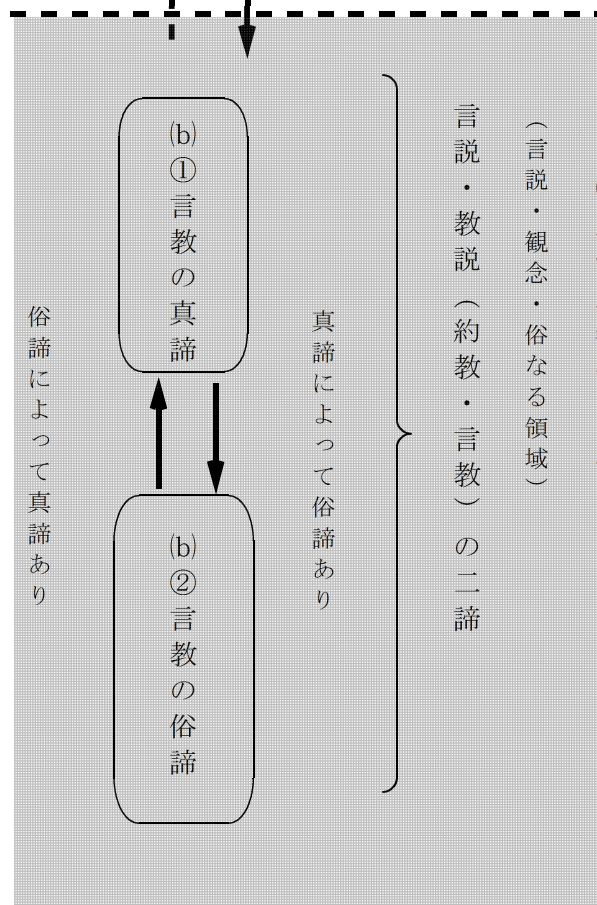 （言説・観念・俗なる領域）
言説・教説（約教・言教）の二諦
真諦によって俗諦あり
(b)①言教の真諦
(b)②言教の俗諦
俗諦によって真諦あり